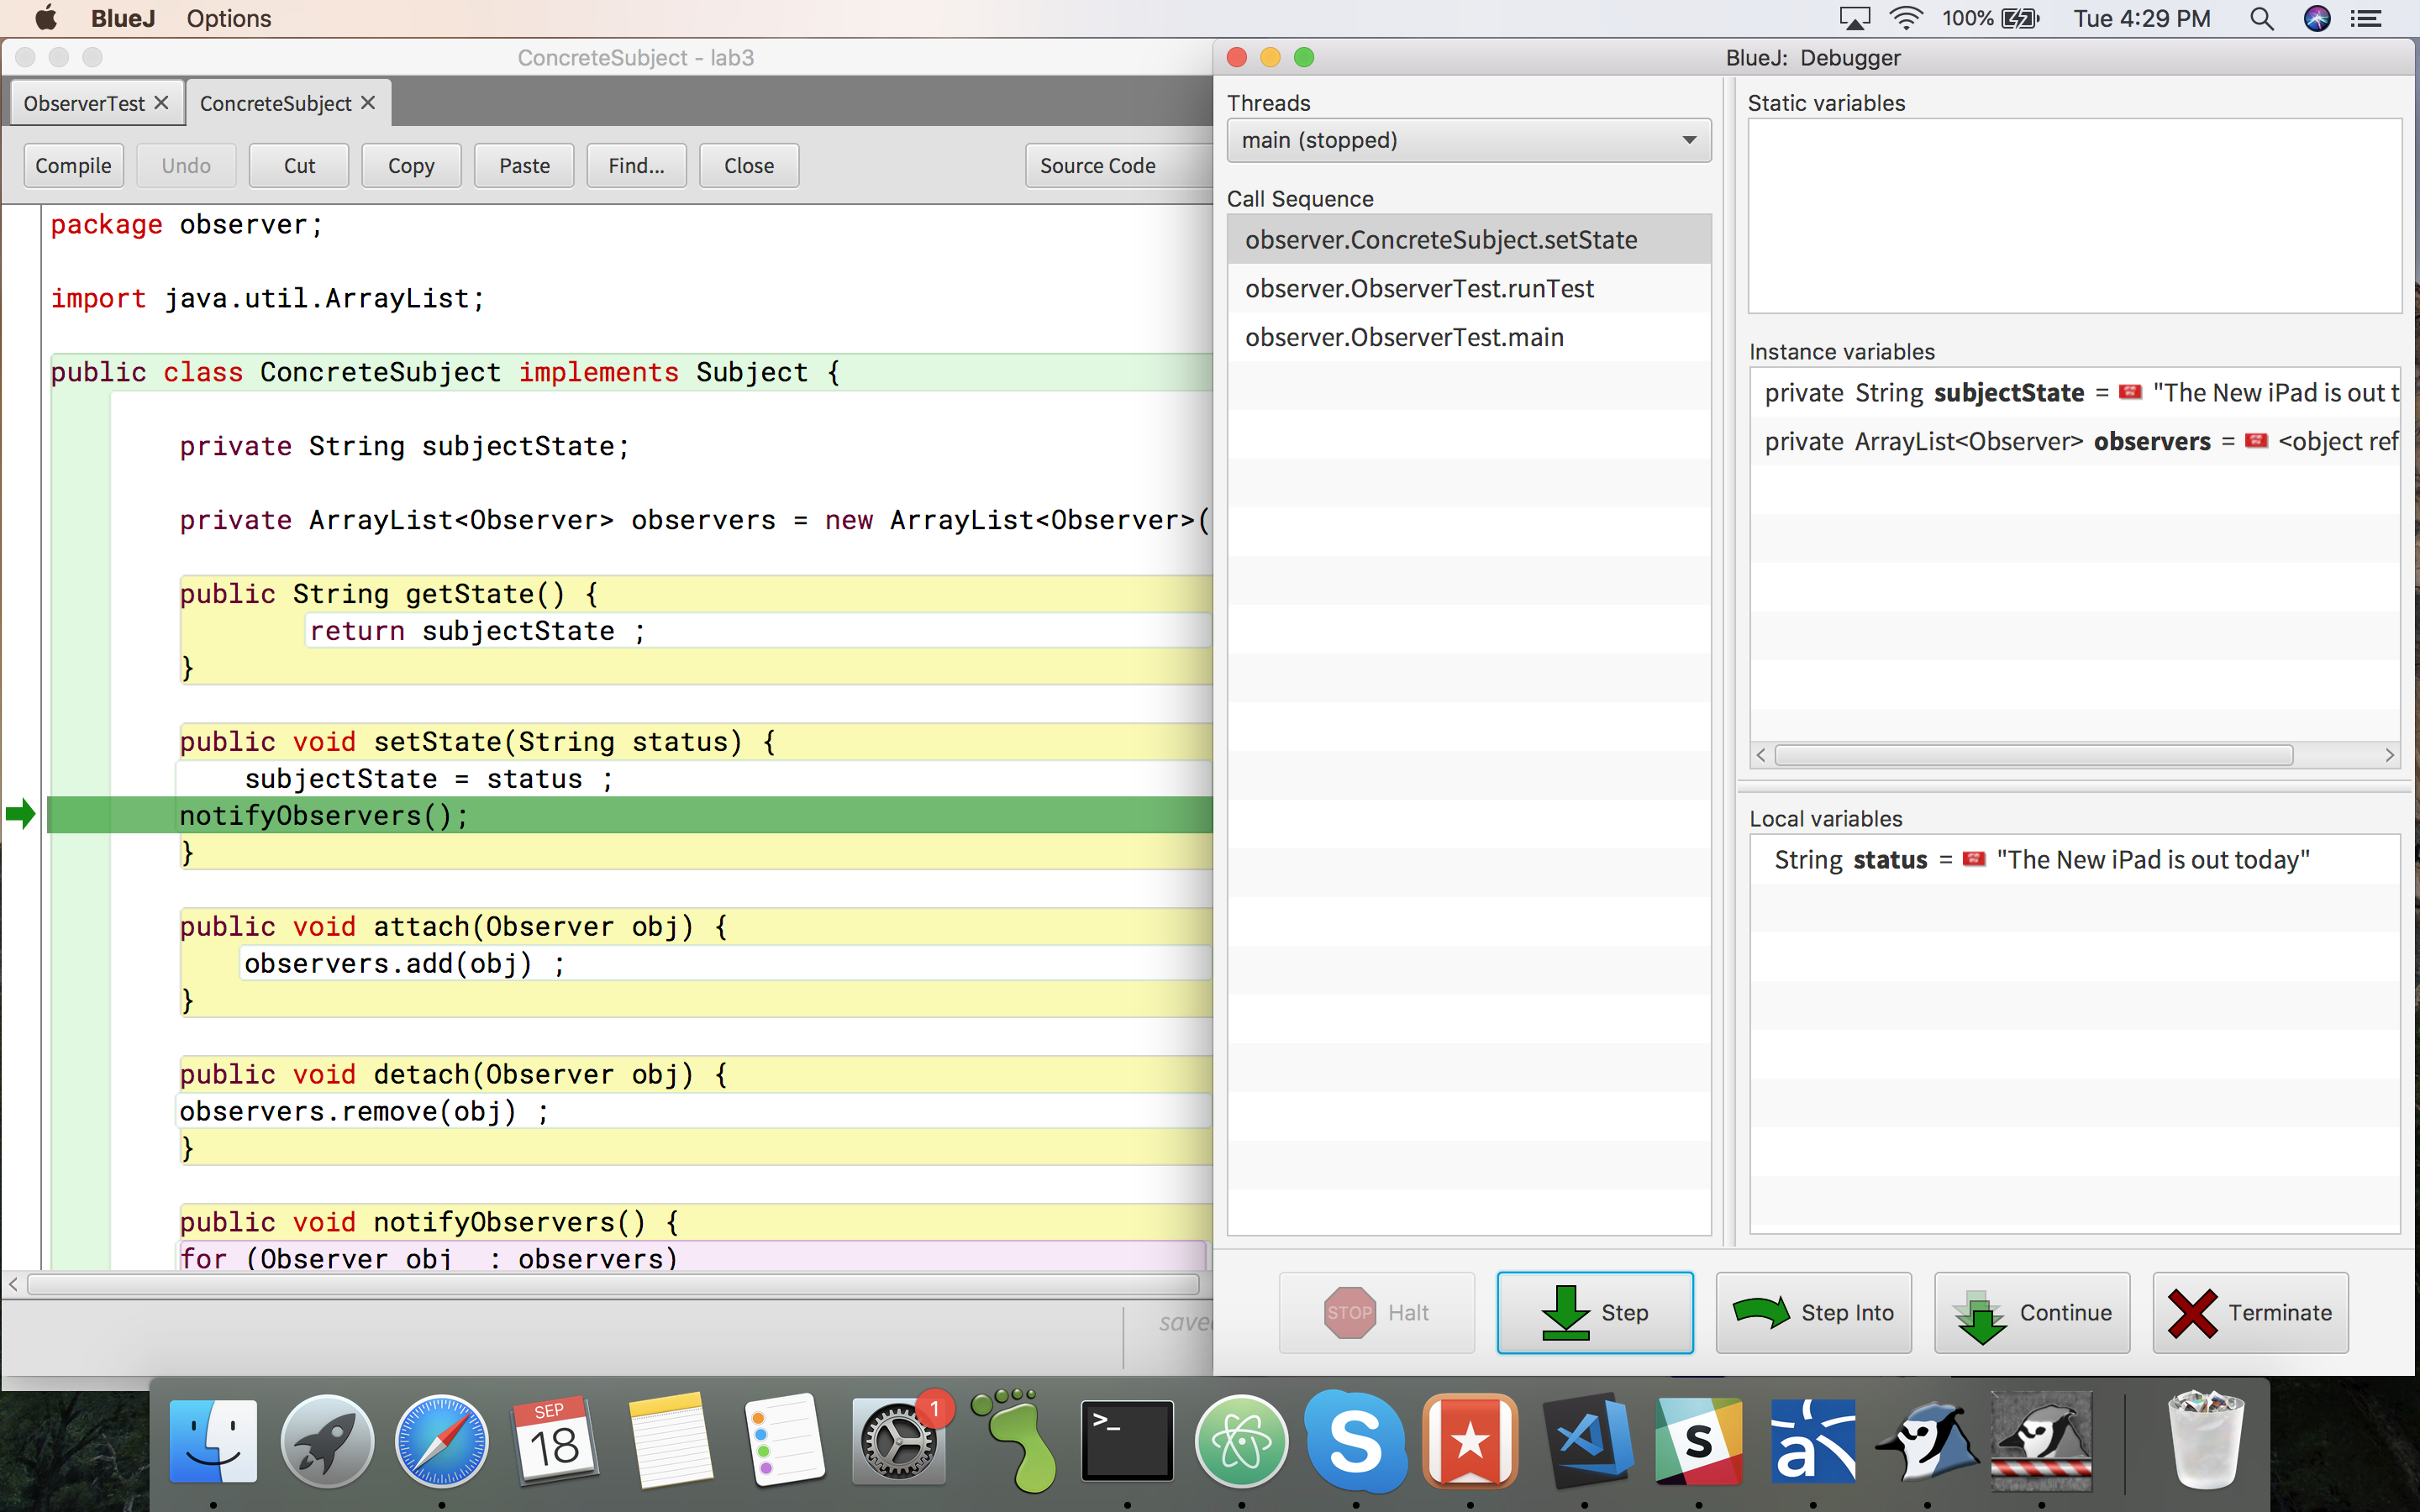 BlueJ Options
100% Tue 4:29 PM
ConcreteSubject - lab3
ObserverTest ConcreteSubject
Compile Undo Cut Copy Paste Find... Close Source Code
package observer;
import java.util.ArrayList;
public class ConcreteSubject implements Subject {
private String subjectState;
private ArrayList<Observer> observers = new ArrayList<Observer>(
public String getState() {
return subjectState ;
}
public void setState(String status) {
subjectState = status ;
notifyObservers();
}
public void attach(Observer obj) {
observers.add(obj) ;
}
public void detach(Observer obj) {
observers.remove(obj) ;
}
public void notifyObservers() {
for (Observer obj : observers)
save
BlueJ: Debugger
Threads
main (stopped)
Call Sequence
observer.ConcreteSubject.setState
observer.ObserverTest.runTest
observer.ObserverTest.main
Static variables
Instance variables
private String subjectState = "The New iPad is out t
private ArrayList<Observer> observers = <object ref
Local variables
String status = "The New iPad is out today"
STOP Halt Step Step Into Continue Terminate
SEP
18
1
>_
S
S
a